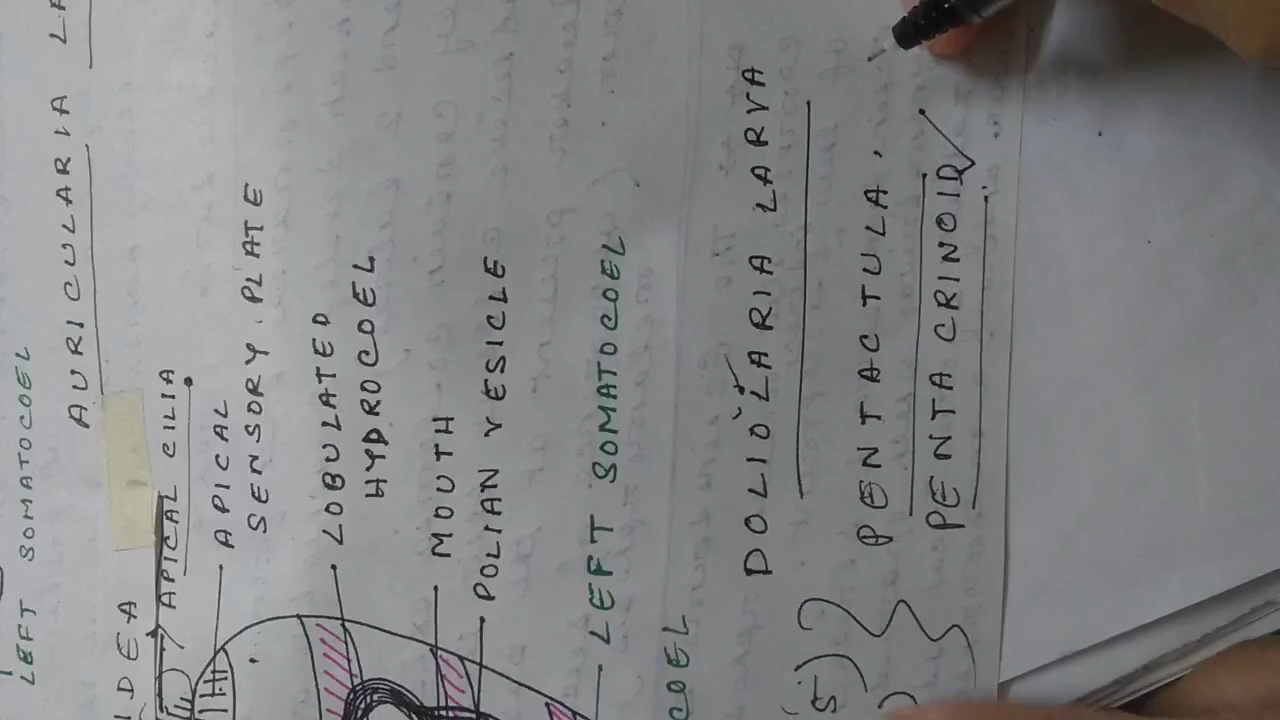 LEFT SOMATOCOEL
AURICULARIA
IDEA
APICAL CILIA
APICAL
SENSORY PLATE
LOBULATED
HYDROCOEL
MOUTH
POLIAN VESICLE
LEFT SOMATOCOEL
COEL
DOLIOLARIA LARVA
5)
PENTACTULA.
PENTA CRINOID